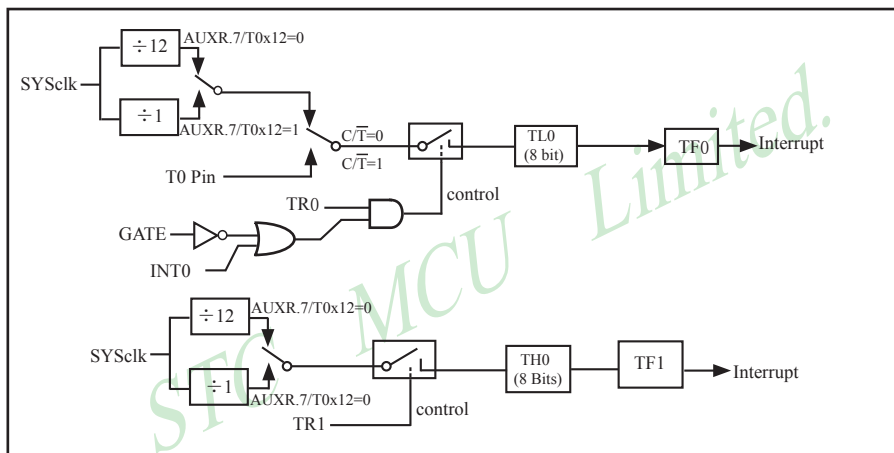 ÷12
AUXR.7/T0x12=0
SYSclk
÷1
AUXR.7/T0x12=1
C/T̅=0
C/T̅=1
T0 Pin
TL0
(8 bit)
TF0
Interrupt
control
TR0
GATE
INT0
÷12
AUXR.7/T0x12=0
SYSclk
÷1
AUXR.7/T0x12=0
TH0
(8 Bits)
TF1
Interrupt
control
TR1
STC MCU Limited.